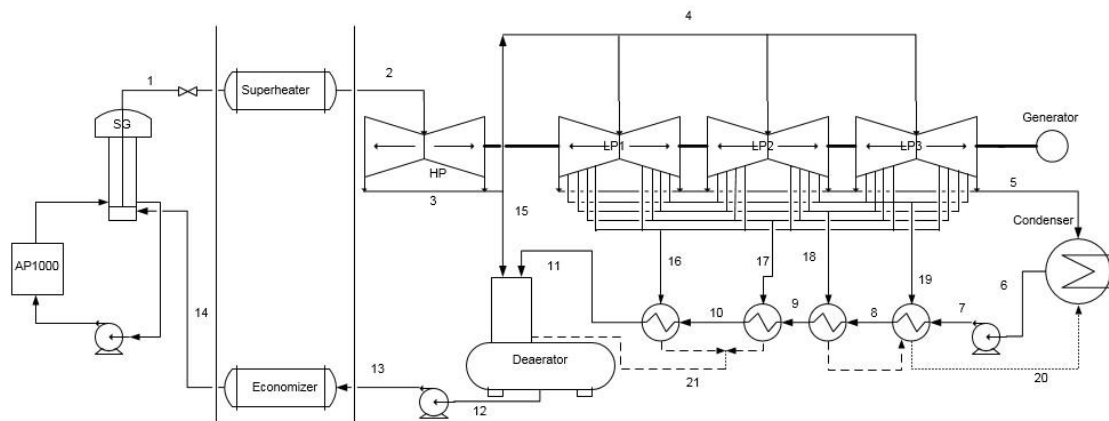 4
1
2
Superheater
SG
Generator
LP1
LP2
LP3
HP
3
5
15
Condenser
AP1000
14
11
16
17
18
19
6
10
9
8
7
Deaerator
Economizer
13
12
21
20